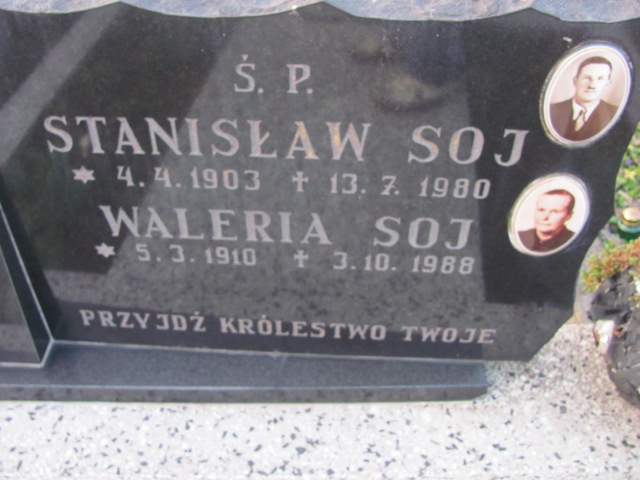 Ś. P.
STANISŁAW SOJ
* 4.4.1903 ✝ 13.7.1980
WALERIA SOJ
* 5.3.1910 ✝ 3.10.1988
PRZYJDŹ KRÓLESTWO TWOJE